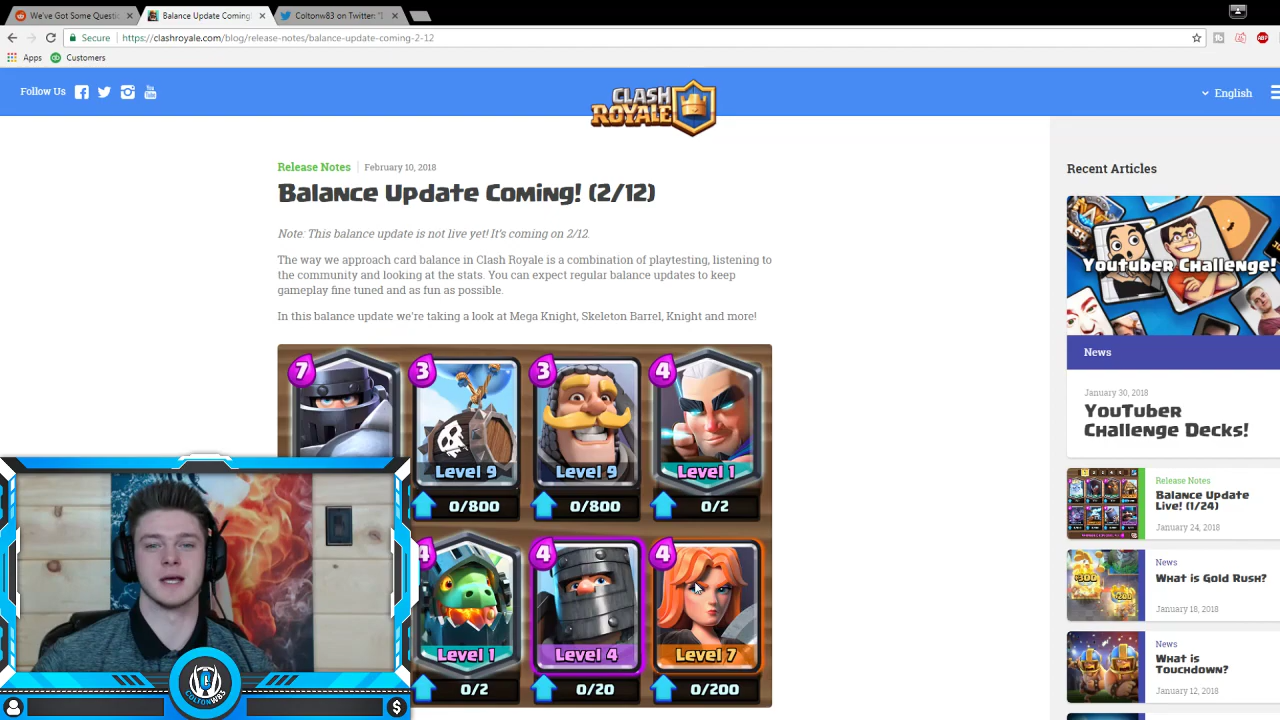 We've Got Some Questi
Balance Update Coming!
Coltonw83 on Twitter: "
Secure
https://clashroyale.com/blog/release-notes/balance-update-coming-2-12
ABP
Apps
Customers
Follow Us
You
Tube
CLASH
ROYALE
English
Release Notes
February 10, 2018
Balance Update Coming! (2/12)
Note: This balance update is not live yet! It's coming on 2/12.
The way we approach card balance in Clash Royale is a combination of playtesting, listening to
the community and looking at the stats. You can expect regular balance updates to keep
gameplay fine tuned and as fun as possible.
In this balance update we're taking a look at Mega Knight, Skeleton Barrel, Knight and more!
7
3
3
4
Level 9
Level 9
Level 1
0/800
0/800
0/2
4
4
4
Level 1
Level 4
Level 7
0/2
0/20
0/200
COLTONW83
$
Recent Articles
Youtuber Challenge!
News
January 30, 2018
YouTuber
Challenge Decks!
Release Notes
Balance Update
Live! (1/24)
January 24, 2018
News
What is Gold Rush?
January 18, 2018
News
What is
Touchdown?
January 12, 2018